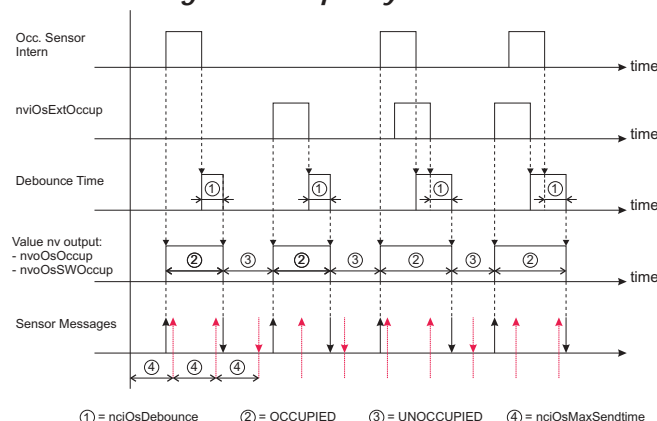 Occ. Sensor
Intern
time
nviOsExtOccup
time
Debounce Time
① ① ① ①
time
Value nv output:
- nvoOsOccup
- nvoOsSWOccup
② ③ ② ③ ② ③ ②
time
Sensor Messages
time
④ ④ ④
① = nciOsDebounce ② = OCCUPIED ③ = UNOCCUPIED ④ = nciOsMaxSendtime